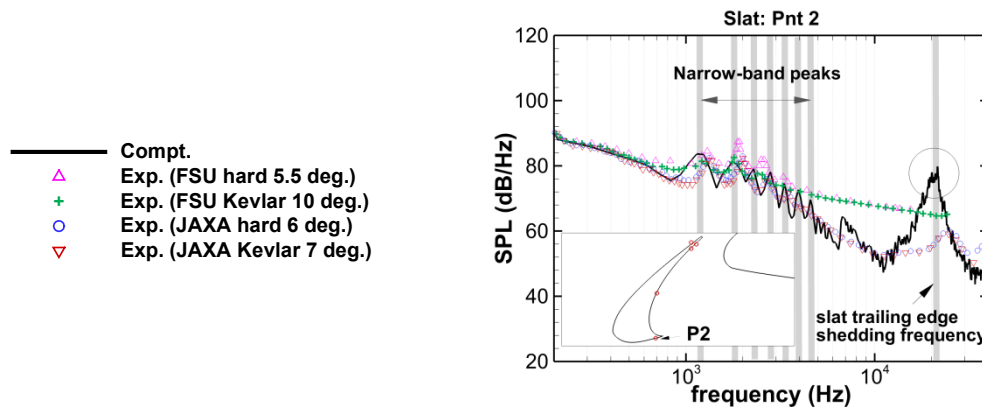 Compt.
Exp. (FSU hard 5.5 deg.)
Exp. (FSU Kevlar 10 deg.)
Exp. (JAXA hard 6 deg.)
Exp. (JAXA Kevlar 7 deg.)
Slat: Pnt 2
SPL (dB/Hz)
120
100
80
60
40
20
Narrow-band peaks
P2
slat trailing edge
shedding frequency
10³
10⁴
frequency (Hz)